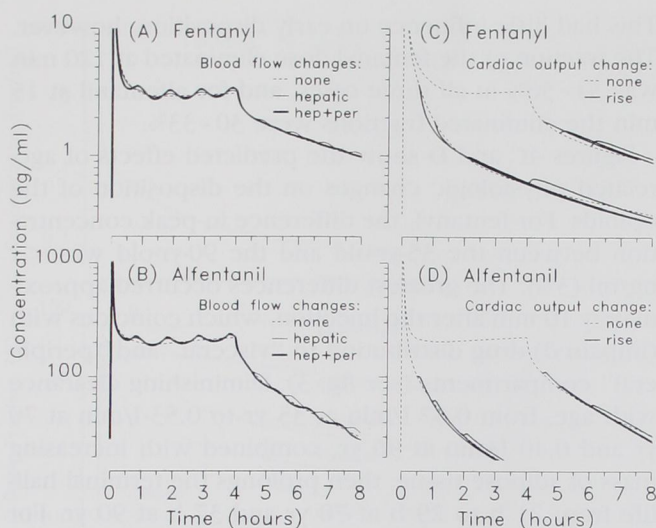 (A) Fentanyl
Blood flow changes:
none
hepatic
hep+per
(C) Fentanyl
Cardiac output change:
none
rise
10
1
(B) Alfentanil
Blood flow changes:
none
hepatic
hep+per
(D) Alfentanil
Cardiac output change:
none
rise
1000
100
Concentration (ng/ml)
0 1 2 3 4 5 6 7 8
Time (hours)
0 1 2 3 4 5 6 7 8
Time (hours)